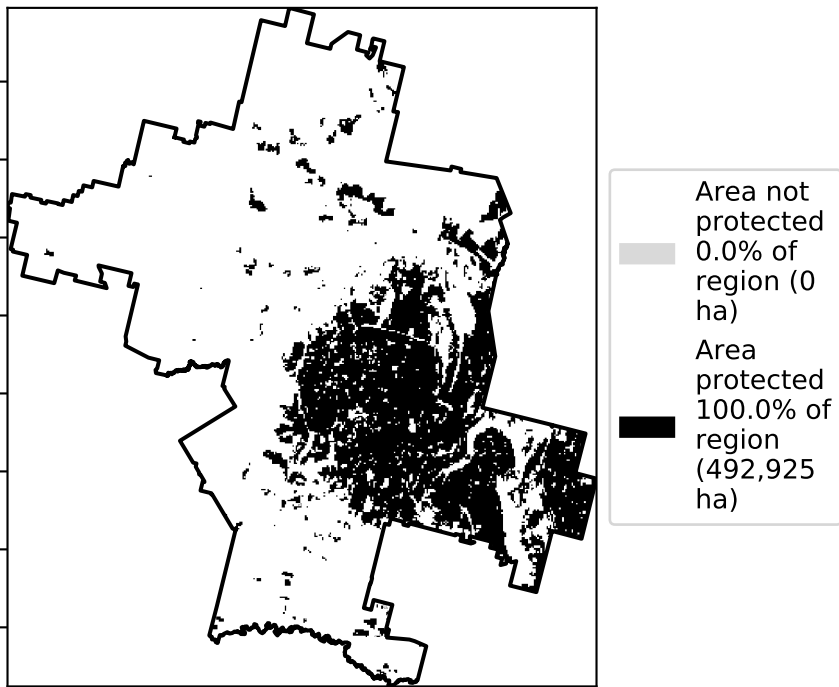 Area not
protected
0.0% of
region (0
ha)
Area
protected
100.0% of
region
(492,925
ha)